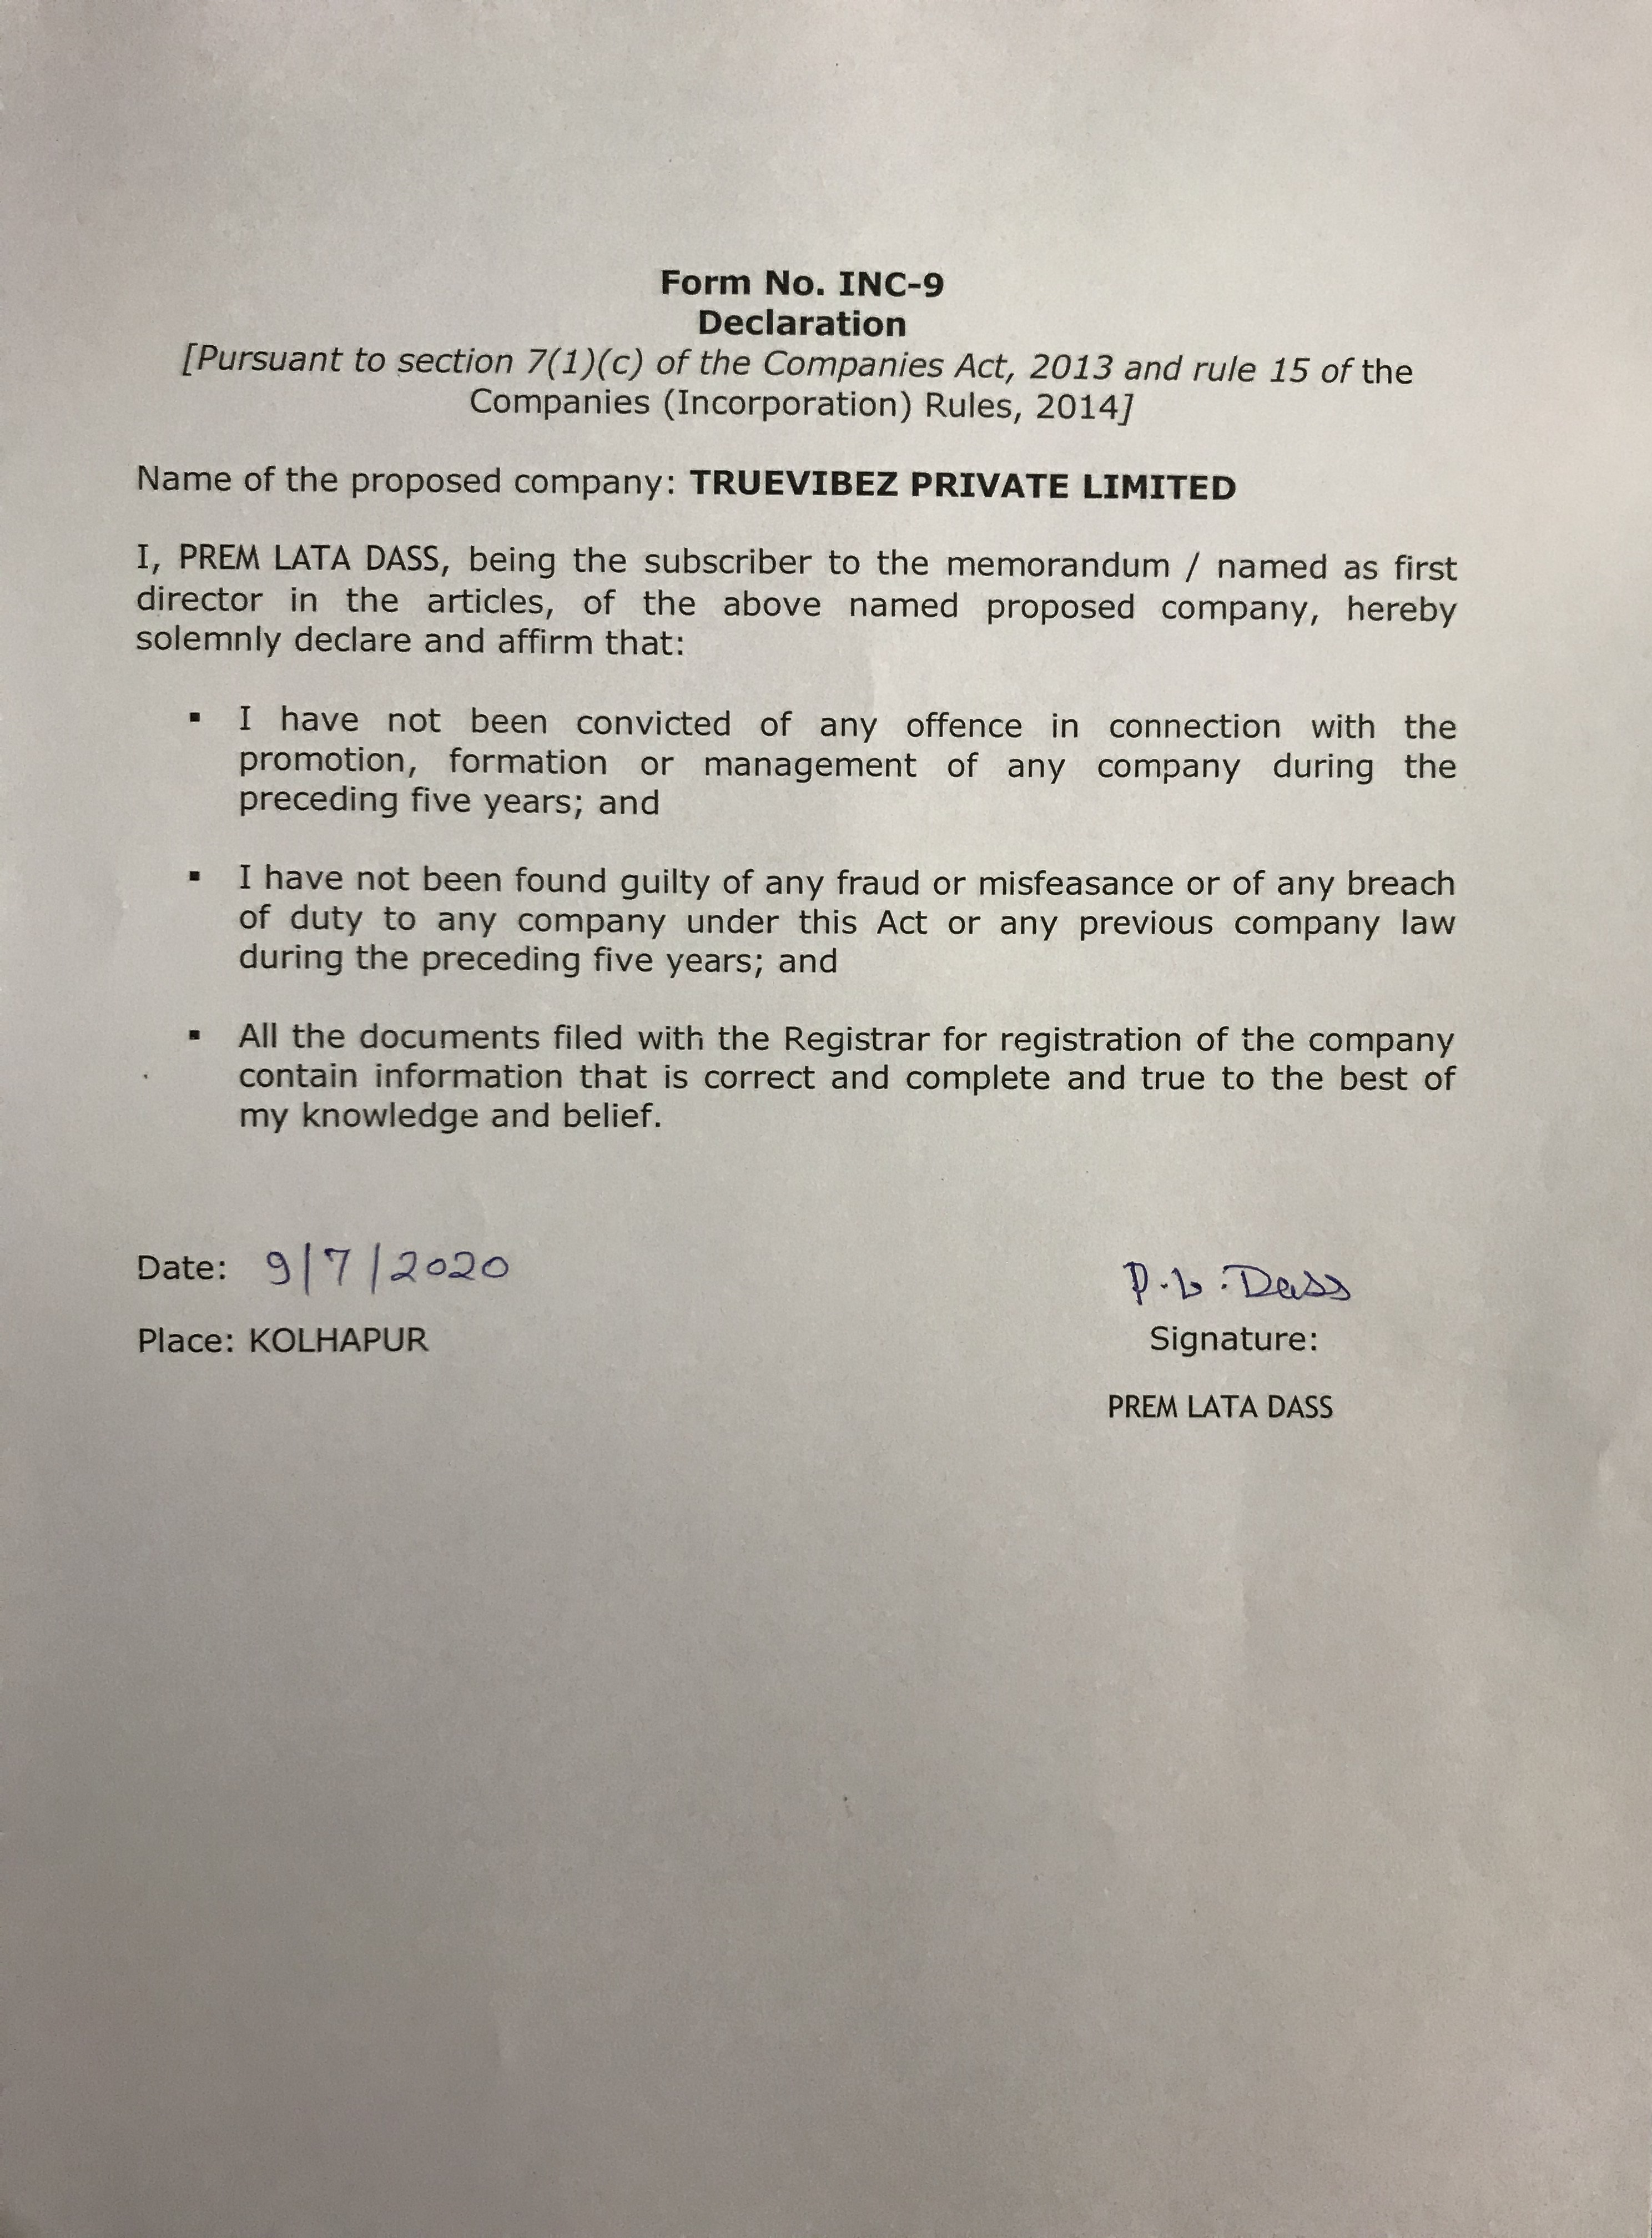 Form No. INC-9
Declaration
[Pursuant to section 7(1)(c) of the Companies Act, 2013 and rule 15 of the
Companies (Incorporation) Rules, 2014]
Name of the proposed company: TRUEVIBEZ PRIVATE LIMITED
I, PREM LATA DASS, being the subscriber to the memorandum / named as first
director in the articles, of the above named proposed company, hereby
solemnly declare and affirm that:
▪ I have not been convicted of any offence in connection with the
promotion, formation or management of any company during the
preceding five years; and
▪ I have not been found guilty of any fraud or misfeasance or of any breach
of duty to any company under this Act or any previous company law
during the preceding five years; and
▪ All the documents filed with the Registrar for registration of the company
contain information that is correct and complete and true to the best of
my knowledge and belief.
Date: 9/7/2020
P.L. Dass
Place: KOLHAPUR
Signature:
PREM LATA DASS